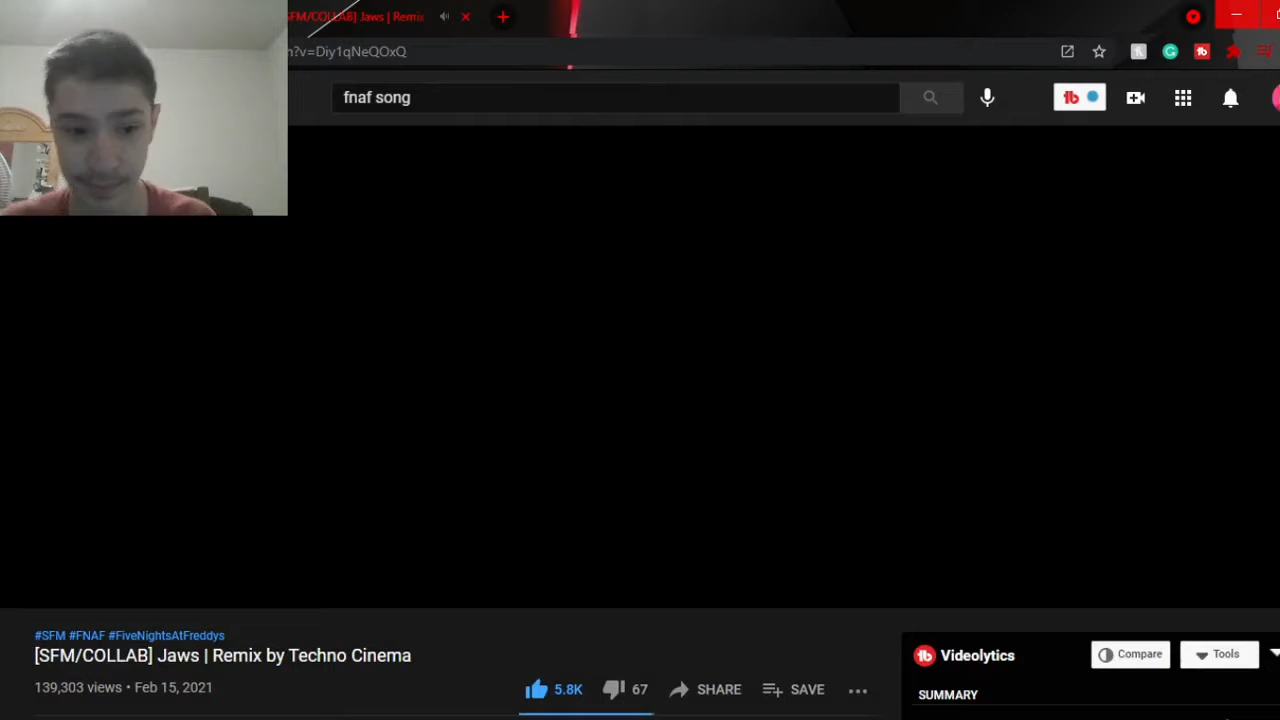 SFM/COLLAB] Jaws | Remix
?v=Diy1qNeQOxQ
fnaf song
#SFM #FNAF #FiveNightsAtFreddys
[SFM/COLLAB] Jaws | Remix by Techno Cinema
139,303 views • Feb 15, 2021
5.8K 67 SHARE SAVE
Videolytics Compare Tools
SUMMARY